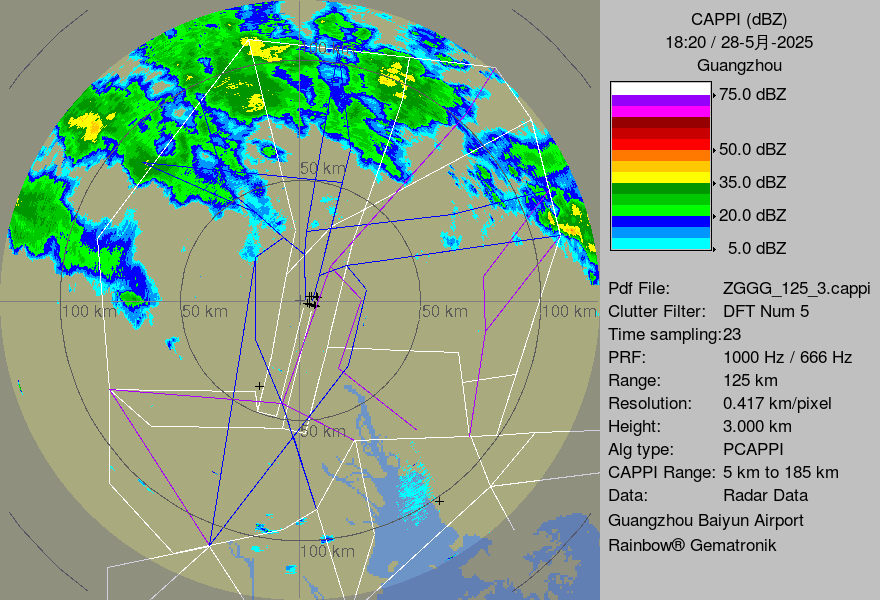 CAPPI (dBZ)
18:20 / 28-5月-2025
Guangzhou
75.0 dBZ
50.0 dBZ
35.0 dBZ
20.0 dBZ
5.0 dBZ
Pdf File: ZGGG_125_3.cappi
Clutter Filter: DFT Num 5
Time sampling:23
PRF: 1000 Hz / 666 Hz
Range: 125 km
Resolution: 0.417 km/pixel
Height: 3.000 km
Alg type: PCAPPI
CAPPI Range: 5 km to 185 km
Data: Radar Data
Guangzhou Baiyun Airport
Rainbow® Gematronik
100 km
50 km
100 km
50 km
50 km
100 km
50 km
100 km